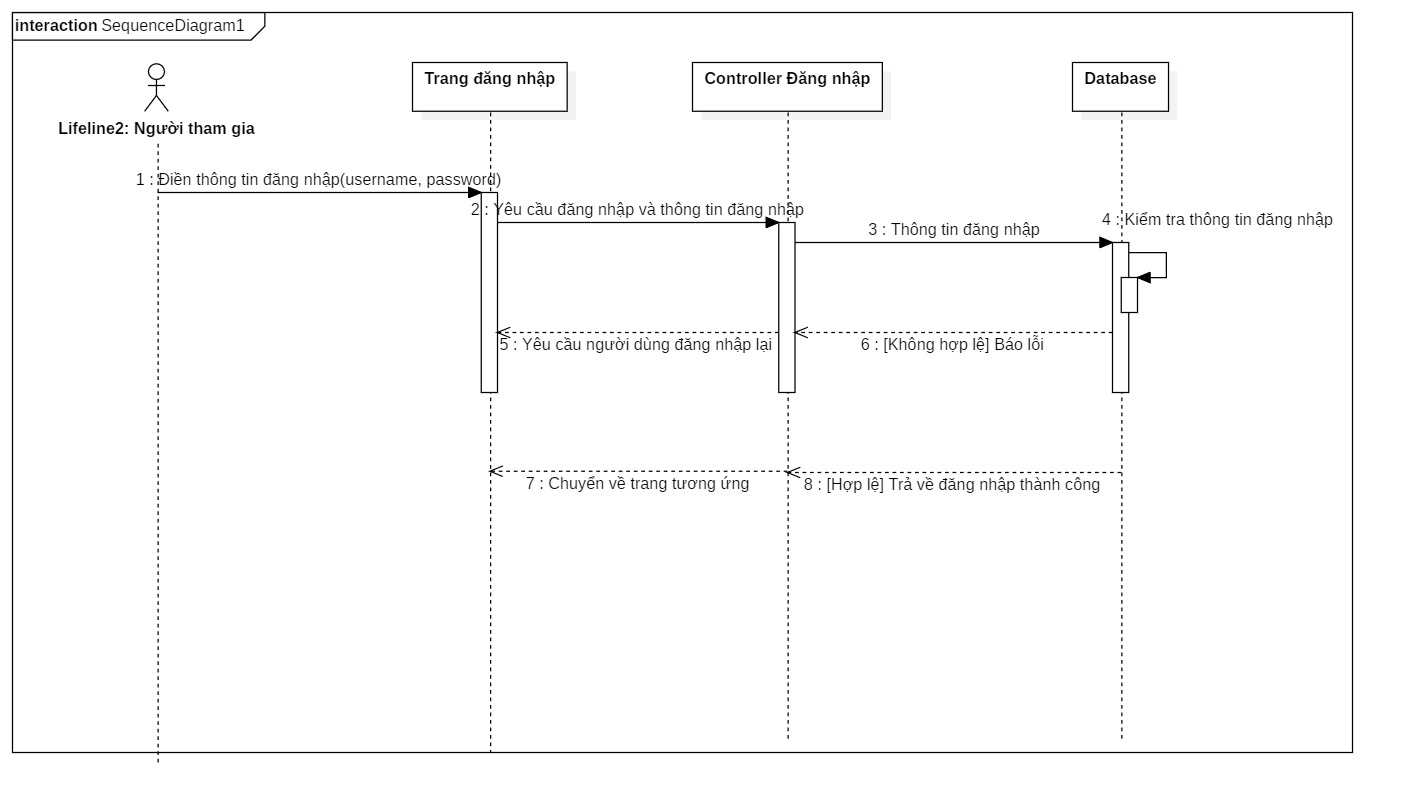 interaction SequenceDiagram1
Lifeline2: Người tham gia
Trang đăng nhập
Controller Đăng nhập
Database
1 : Điền thông tin đăng nhập(username, password)
2 : Yêu cầu đăng nhập và thông tin đăng nhập
3 : Thông tin đăng nhập
4 : Kiểm tra thông tin đăng nhập
5 : Yêu cầu người dùng đăng nhập lại
6 : [Không hợp lệ] Báo lỗi
7 : Chuyển về trang tương ứng
8 : [Hợp lệ] Trả về đăng nhập thành công